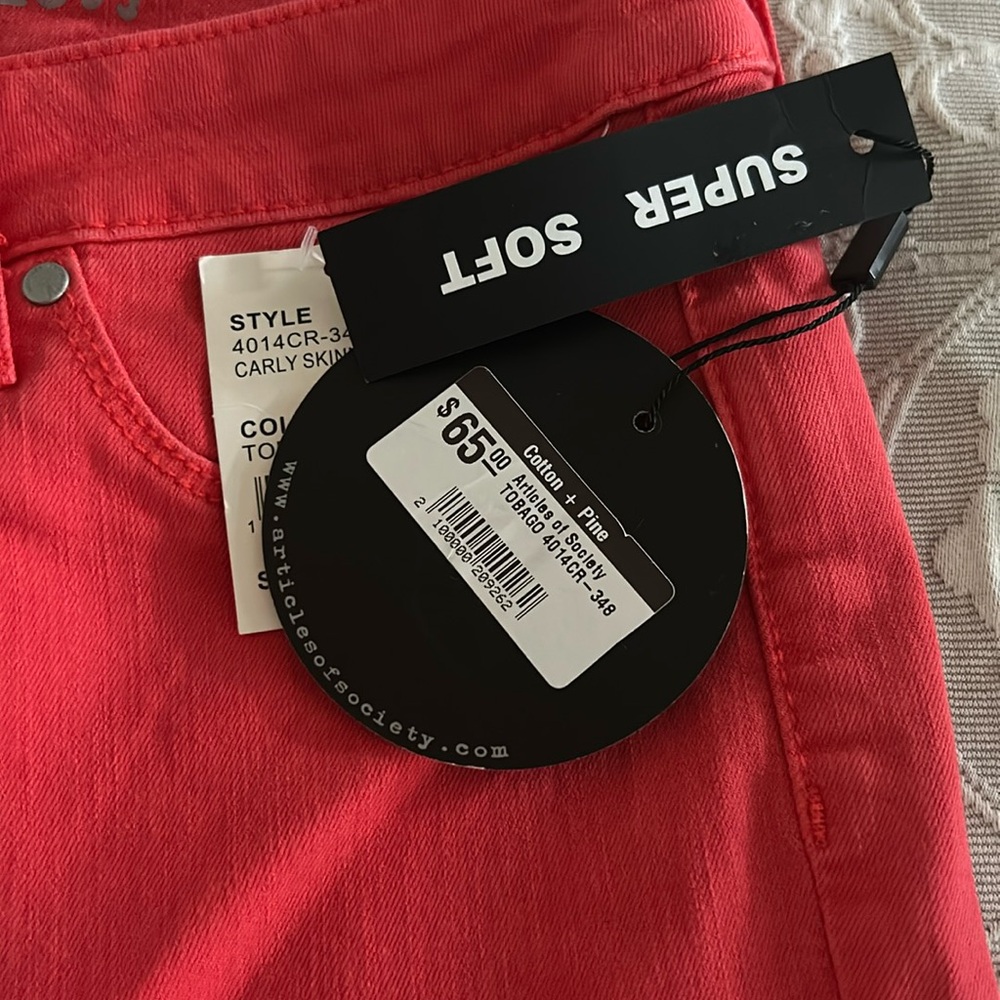 SUPER SOFT
STYLE
4014CR-34
CARLY SKIN
COL
TO
1
S
$65.00
Cotton + Pine
Articles of Society
TOBAGO 4014CR-348
2 100000 209262
www.articlesofsociety.com